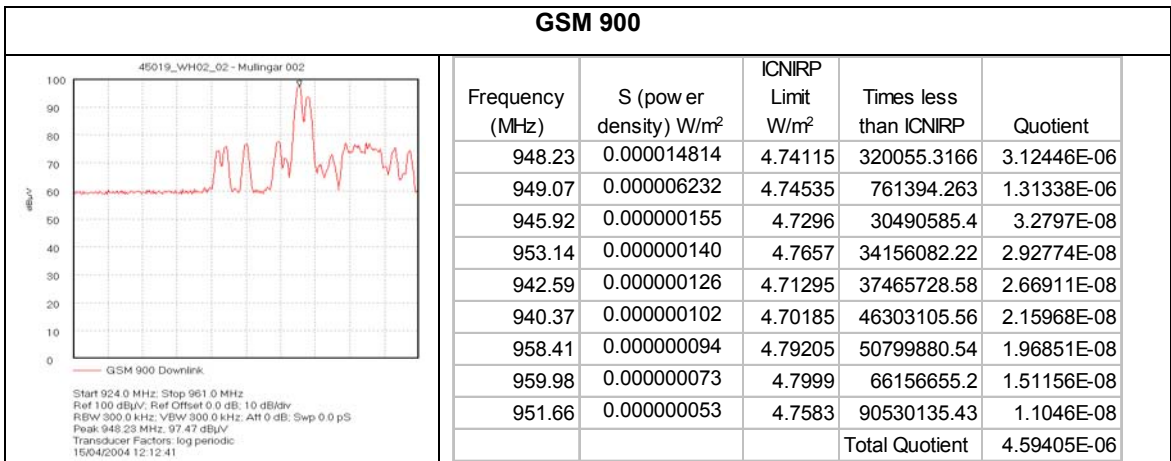 GSM 900
45019_WH02_02 - Mullingar 002
100
90
80
70
60
50
40
30
20
10
0
dBµV
GSM 900 Downlink
Start 924.0 MHz; Stop 961.0 MHz
Ref 100 dBµV; Ref Offset 0.0 dB; 10 dB/div
RBW 300.0 kHz; VBW 300.0 kHz; Att 0 dB; Swp 0.0 pS
Peak 948.23 MHz, 97.47 dBµV
Transducer Factors: log periodic
15/04/2004 12:12:41
Frequency (MHz) S (pow er density) W/m² ICNIRP Limit W/m² Times less than ICNIRP Quotient
948.23 0.000014814 4.74115 320055.3166 3.12446E-06
949.07 0.000006232 4.74535 761394.263 1.31338E-06
945.92 0.000000155 4.7296 30490585.4 3.2797E-08
953.14 0.000000140 4.7657 34156082.22 2.92774E-08
942.59 0.000000126 4.71295 37465728.58 2.66911E-08
940.37 0.000000102 4.70185 46303105.56 2.15968E-08
958.41 0.000000094 4.79205 50799880.54 1.96851E-08
959.98 0.000000073 4.7999 66156655.2 1.51156E-08
951.66 0.000000053 4.7583 90530135.43 1.1046E-08
Total Quotient 4.59405E-06